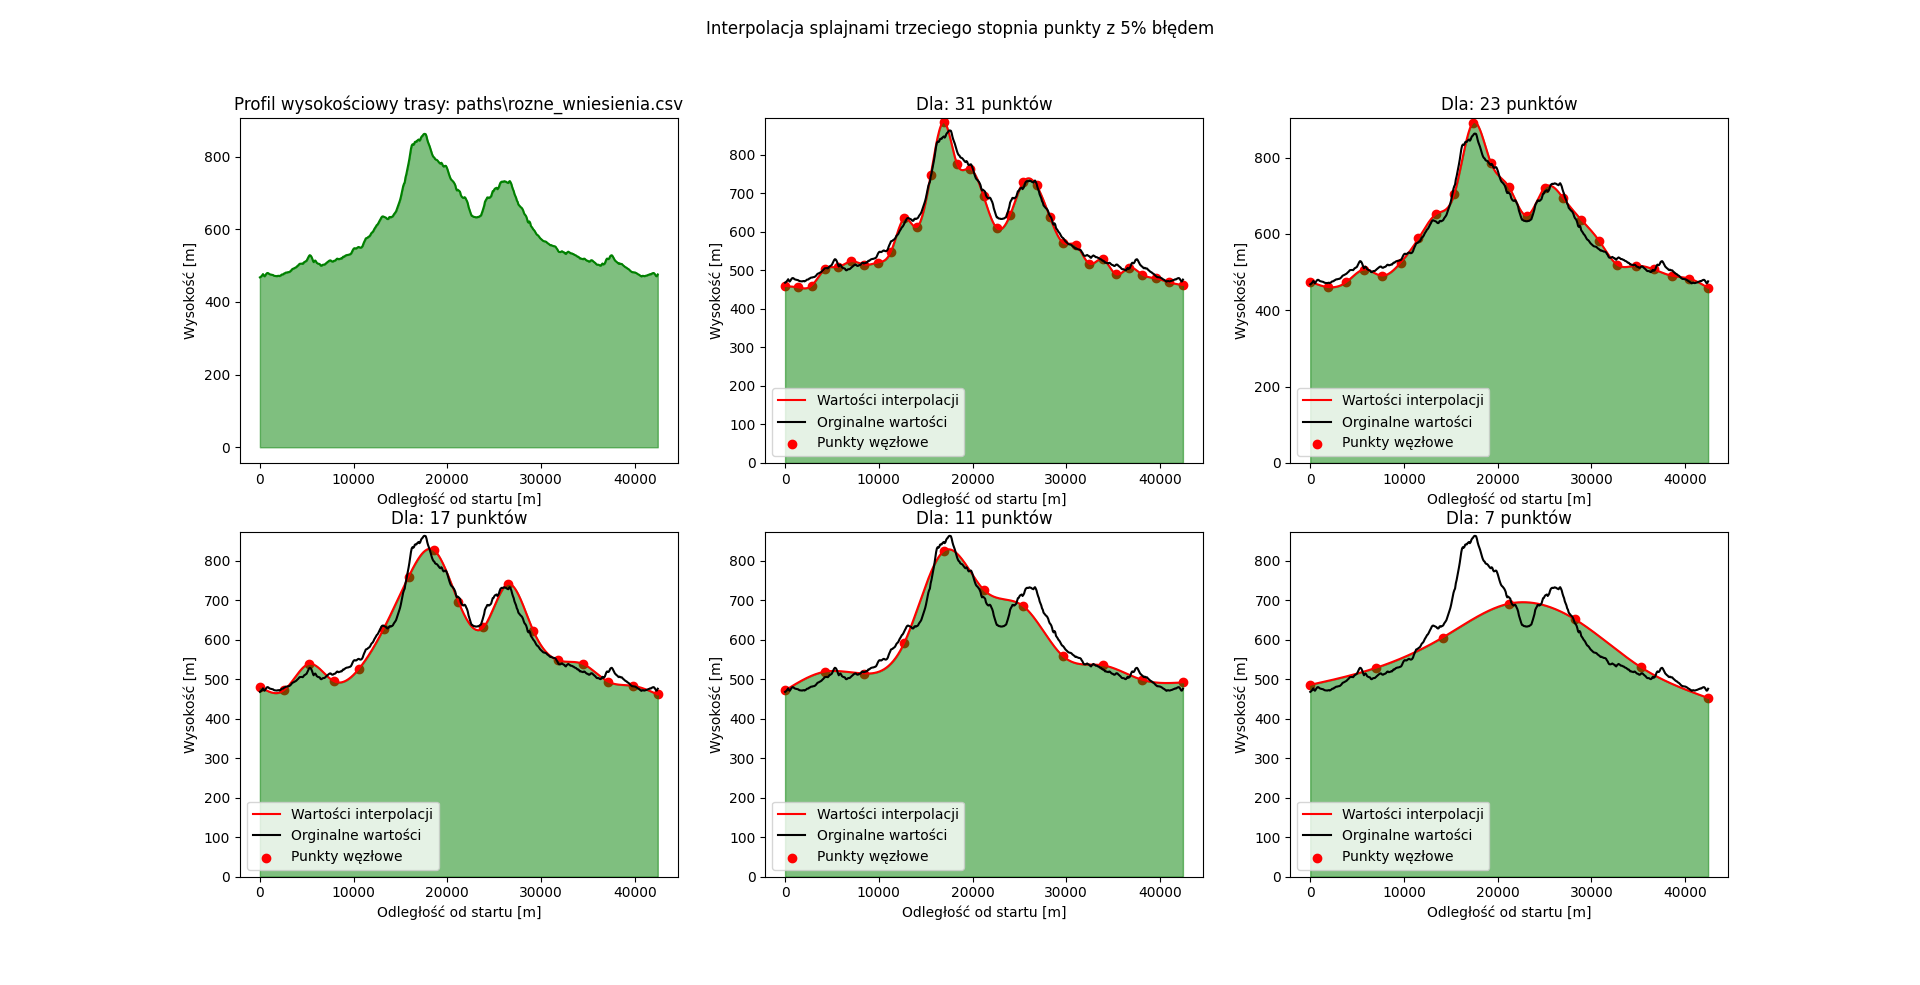 Interpolacja splajnami trzeciego stopnia punkty z 5% błędem
Profil wysokościowy trasy: paths\rozne_wniesienia.csv
Wysokość [m]
800
600
400
200
0
0 10000 20000 30000 40000
Odległość od startu [m]
Dla: 31 punktów
Wysokość [m]
800
700
600
500
400
300
200
100
0
Wartości interpolacji
Orginalne wartości
Punkty węzłowe
0 10000 20000 30000 40000
Odległość od startu [m]
Dla: 23 punktów
Wysokość [m]
800
600
400
200
0
Wartości interpolacji
Orginalne wartości
Punkty węzłowe
0 10000 20000 30000 40000
Odległość od startu [m]
Dla: 17 punktów
Wysokość [m]
800
700
600
500
400
300
200
100
0
Wartości interpolacji
Orginalne wartości
Punkty węzłowe
0 10000 20000 30000 40000
Odległość od startu [m]
Dla: 11 punktów
Wysokość [m]
800
700
600
500
400
300
200
100
0
Wartości interpolacji
Orginalne wartości
Punkty węzłowe
0 10000 20000 30000 40000
Odległość od startu [m]
Dla: 7 punktów
Wysokość [m]
800
700
600
500
400
300
200
100
0
Wartości interpolacji
Orginalne wartości
Punkty węzłowe
0 10000 20000 30000 40000
Odległość od startu [m]